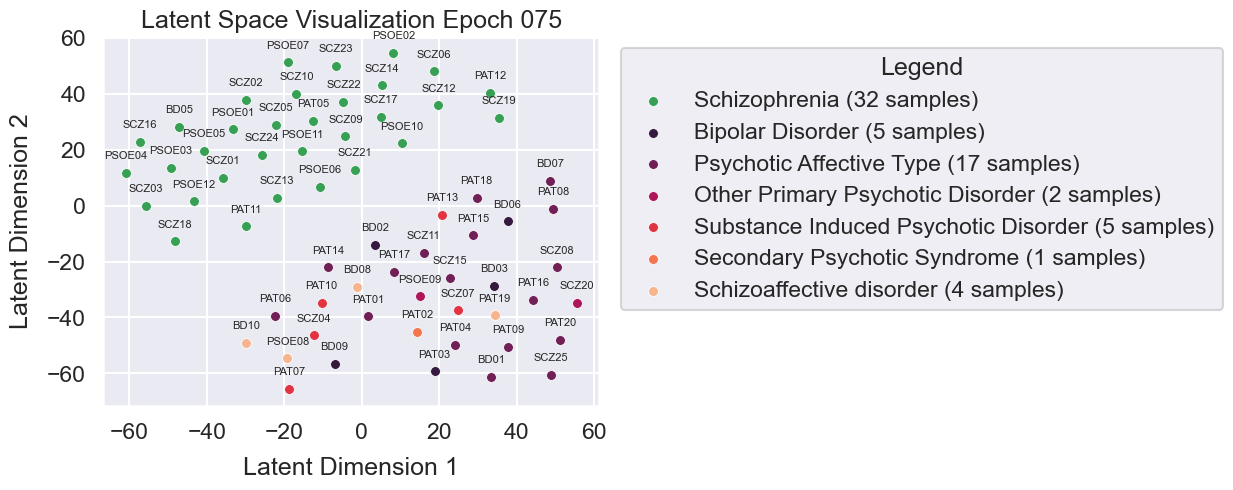 Latent Space Visualization Epoch 075
Latent Dimension 2
60
40
20
0
−20
−40
−60
PSOE02
PSOE07
SCZ23
SCZ06
SCZ14
SCZ10
PAT12
SCZ02
SCZ22
SCZ12
SCZ17
SCZ19
PAT05
SCZ05
BD05
PSOE01
SCZ09
PSOE10
SCZ16
PSOE05
SCZ24
PSOE11
PSOE04
PSOE03
SCZ01
SCZ21
PSOE06
SCZ03
PSOE12
SCZ13
BD07
PAT18
PAT08
PAT13
PAT11
BD06
SCZ18
BD02
SCZ11
PAT15
PAT14
PAT17
SCZ15
SCZ08
BD08
PSOE09
BD03
PAT10
SCZ07
PAT16
SCZ20
PAT06
PAT01
PAT19
SCZ04
PAT02
BD10
PSOE08
PAT04
PAT09
PAT20
BD09
PAT03
BD01
SCZ25
PAT07
−60
−40
−20
0
20
40
60
Latent Dimension 1
Legend
Schizophrenia (32 samples)
Bipolar Disorder (5 samples)
Psychotic Affective Type (17 samples)
Other Primary Psychotic Disorder (2 samples)
Substance Induced Psychotic Disorder (5 samples)
Secondary Psychotic Syndrome (1 samples)
Schizoaffective disorder (4 samples)